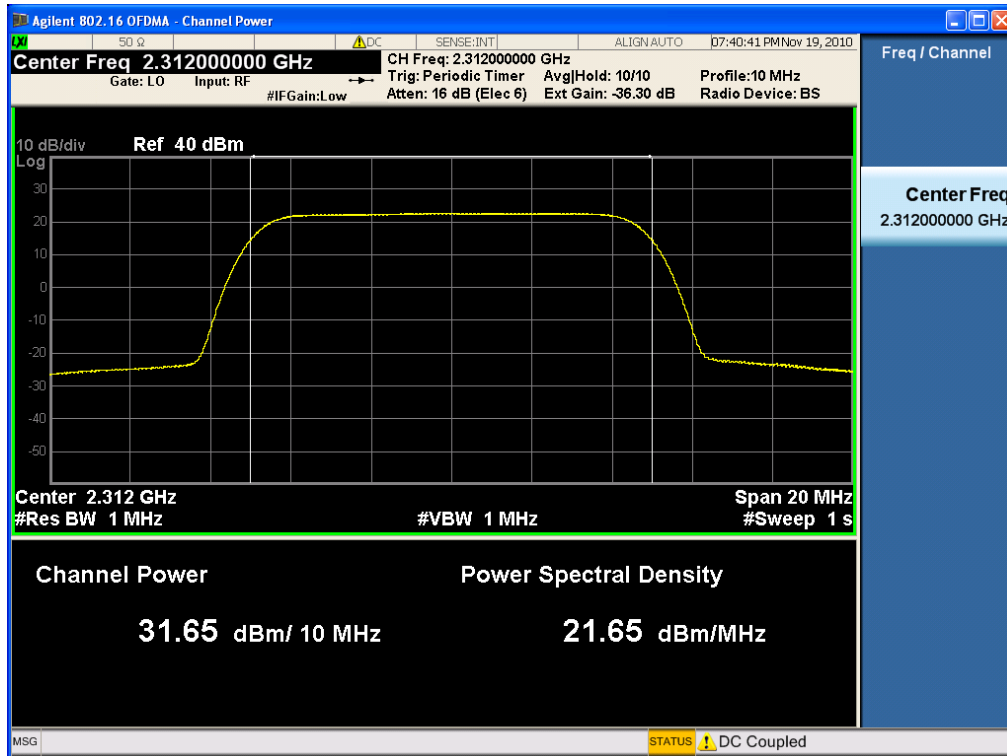 Agilent 802.16 OFDMA - Channel Power
LXI 50 Ω DC SENSE:INT ALIGN AUTO 07:40:41 PM Nov 19, 2010
Center Freq 2.312000000 GHz
Gate: LO Input: RF
#IFGain:Low
CH Freq: 2.312000000 GHz
Trig: Periodic Timer Avg|Hold: 10/10 Profile:10 MHz
Atten: 16 dB (Elec 6) Ext Gain: -36.30 dB Radio Device: BS
Freq / Channel
Center Freq
2.312000000 GHz
10 dB/div Ref 40 dBm
Log
30
20
10
0
-10
-20
-30
-40
-50
Center 2.312 GHz Span 20 MHz
#Res BW 1 MHz #VBW 1 MHz #Sweep 1 s
Channel Power Power Spectral Density
31.65 dBm/ 10 MHz 21.65 dBm/MHz
MSG STATUS DC Coupled